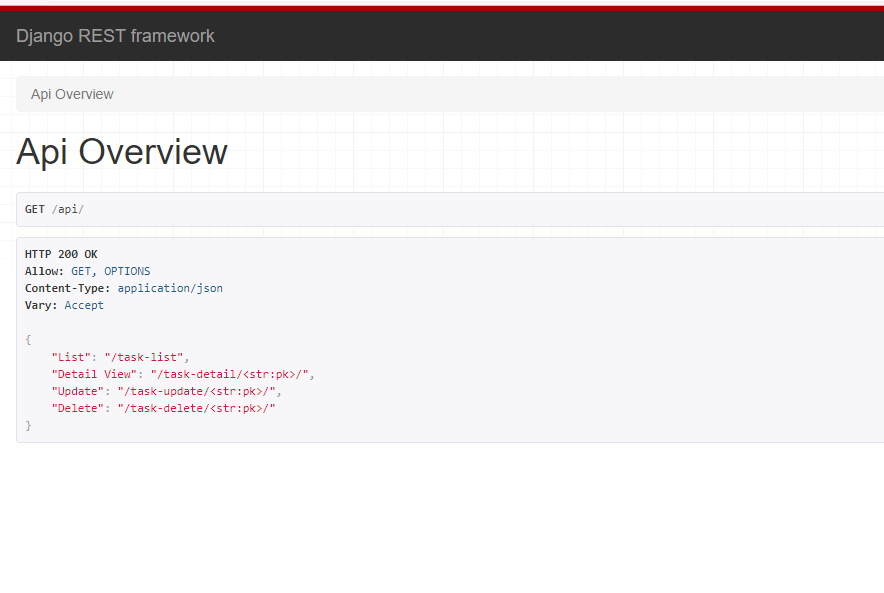 Django REST framework
Api Overview
Api Overview
GET /api/
HTTP 200 OK
Allow: GET, OPTIONS
Content-Type: application/json
Vary: Accept
{
    "List": "/task-list",
    "Detail View": "/task-detail/<str:pk>/",
    "Update": "/task-update/<str:pk>/",
    "Delete": "/task-delete/<str:pk>/"
}